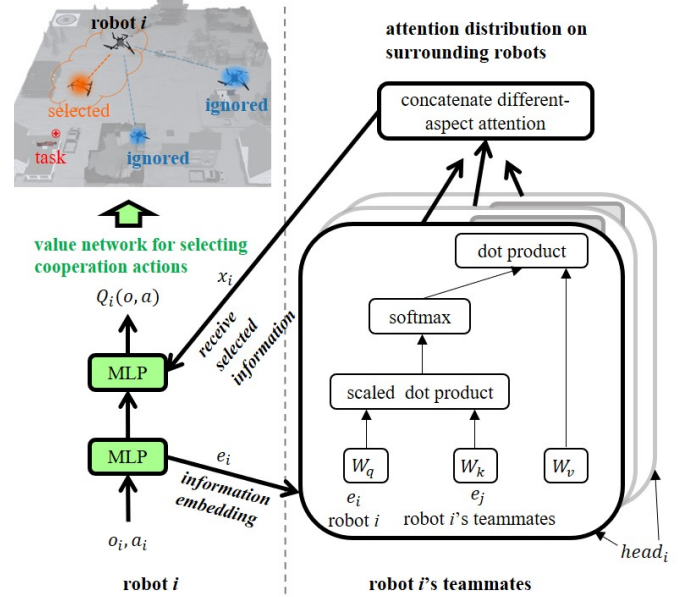 robot i
selected
ignored
ignored
task
value network for selecting
cooperation actions
Q_i(o, a)
MLP
MLP
o_i, a_i
robot i
x_i
receive
selected
information
e_i
information
embedding
attention distribution on
surrounding robots
concatenate different-
aspect attention
dot product
softmax
scaled dot product
W_q
W_k
W_v
e_i
e_j
robot i
robot i's teammates
head_i
robot i's teammates